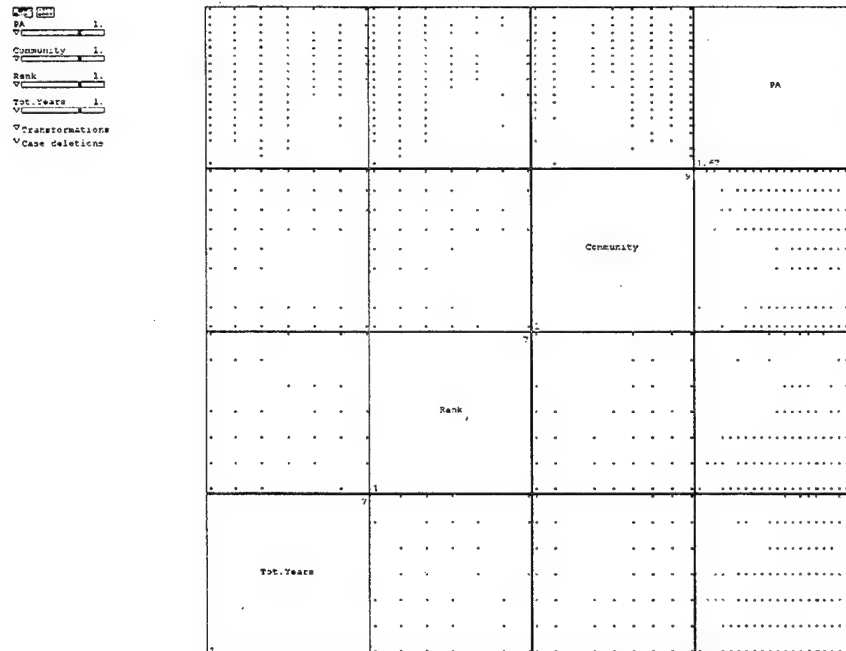 PA 1.
Community 1.
Rank 1.
Tot.Years 1.
Transformations
Case deletions
PA
1.67
9
Community
1
7
Rank
1
7
Tot.Years